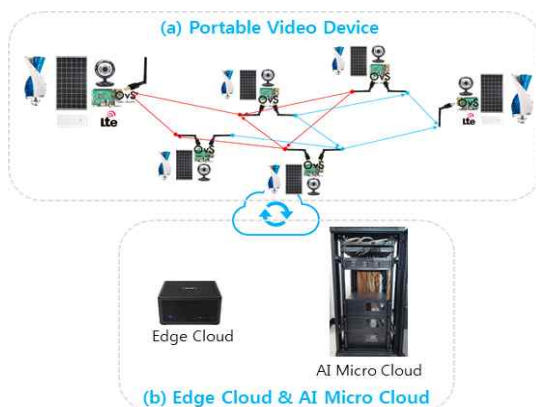 (a) Portable Video Device
OvS
OvS
OvS
Lte
OvS
Lte
OvS
OvS
Edge Cloud
AI Micro Cloud
(b) Edge Cloud & AI Micro Cloud